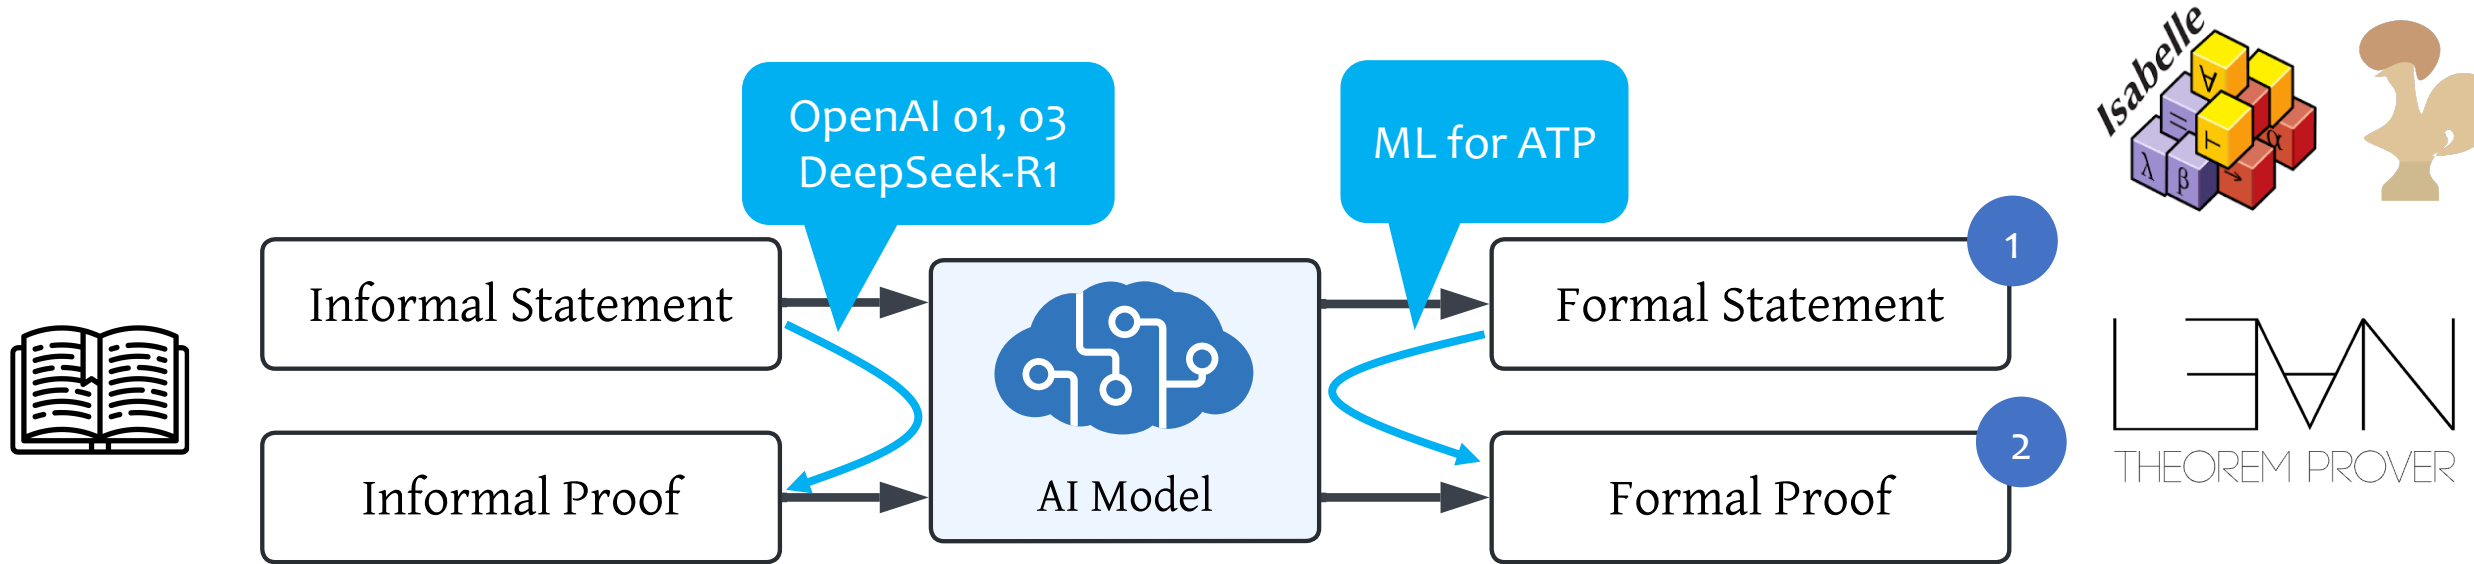 Isabelle
∀
=
⊢
α
λ
β
→
OpenAI o1, o3
DeepSeek-R1
ML for ATP
1
Informal Statement
Formal Statement
LEAN
THEOREM PROVER
2
Informal Proof
AI Model
Formal Proof